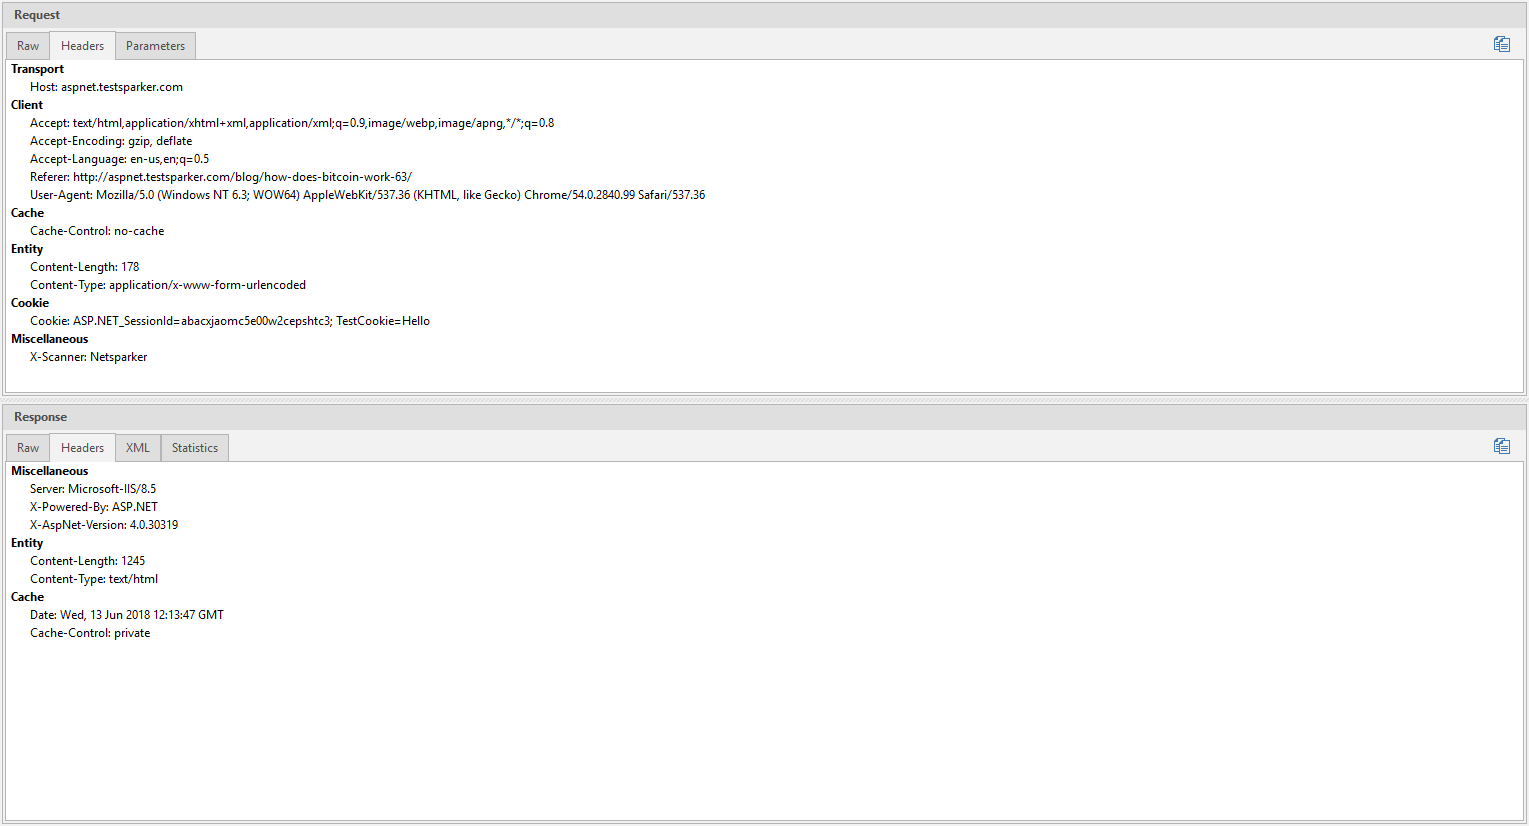 Request
Raw Headers Parameters
Transport
Host: aspnet.testsparker.com
Client
Accept: text/html,application/xhtml+xml,application/xml;q=0.9,image/webp,image/apng,*/*;q=0.8
Accept-Encoding: gzip, deflate
Accept-Language: en-us,en;q=0.5
Referer: http://aspnet.testsparker.com/blog/how-does-bitcoin-work-63/
User-Agent: Mozilla/5.0 (Windows NT 6.3; WOW64) AppleWebKit/537.36 (KHTML, like Gecko) Chrome/54.0.2840.99 Safari/537.36
Cache
Cache-Control: no-cache
Entity
Content-Length: 178
Content-Type: application/x-www-form-urlencoded
Cookie
Cookie: ASP.NET_SessionId=abacxjaomc5e00w2cepshtc3; TestCookie=Hello
Miscellaneous
X-Scanner: Netsparker
Response
Raw Headers XML Statistics
Miscellaneous
Server: Microsoft-IIS/8.5
X-Powered-By: ASP.NET
X-AspNet-Version: 4.0.30319
Entity
Content-Length: 1245
Content-Type: text/html
Cache
Date: Wed, 13 Jun 2018 12:13:47 GMT
Cache-Control: private